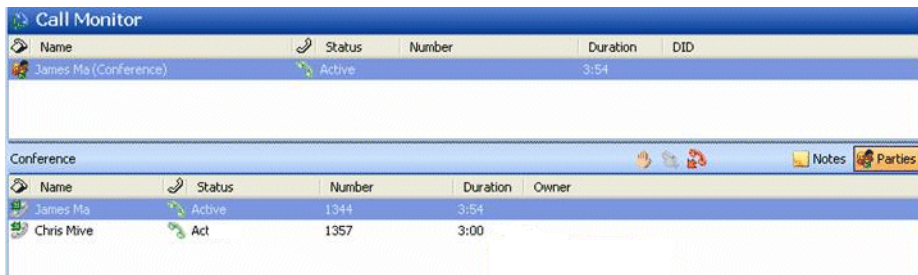 Call Monitor
Name Status Number Duration DID
James Ma (Conference) Active 3:54
Conference Notes Parties
Name Status Number Duration Owner
James Ma Active 1344 3:54
Chris Mive Act 1357 3:00